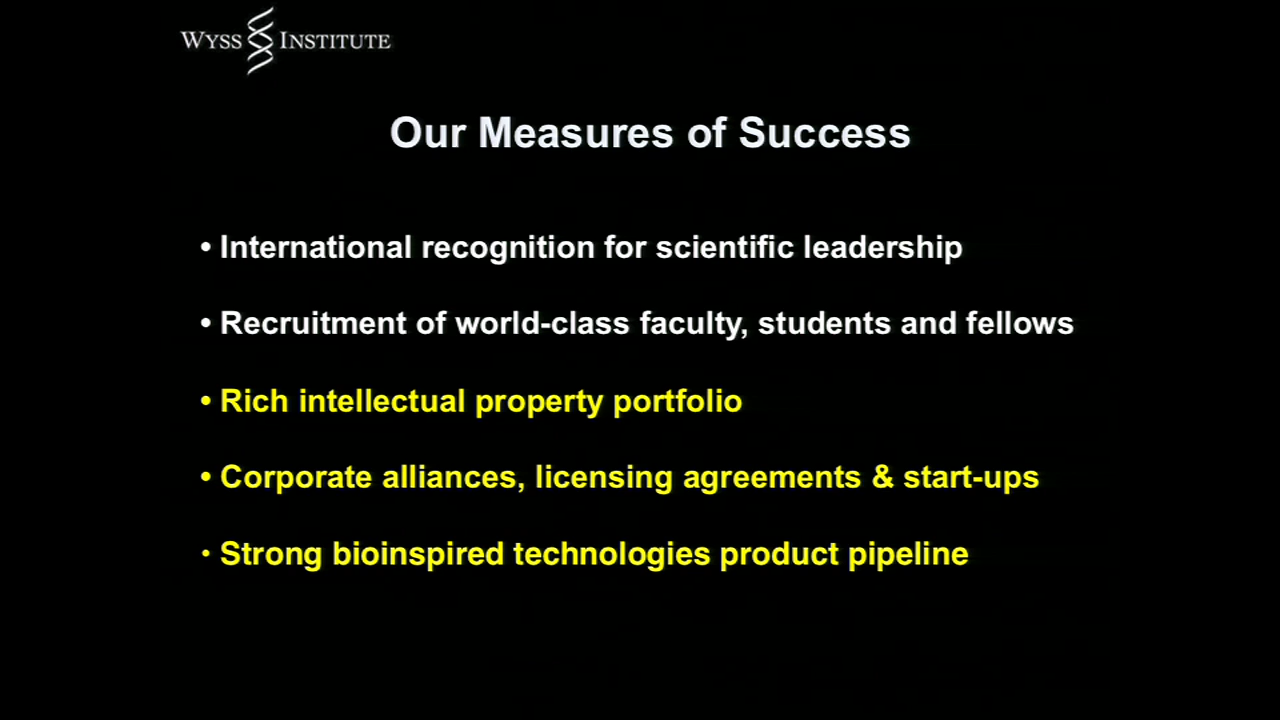 WYSS INSTITUTE
Our Measures of Success
• International recognition for scientific leadership
• Recruitment of world-class faculty, students and fellows
• Rich intellectual property portfolio
• Corporate alliances, licensing agreements & start-ups
• Strong bioinspired technologies product pipeline